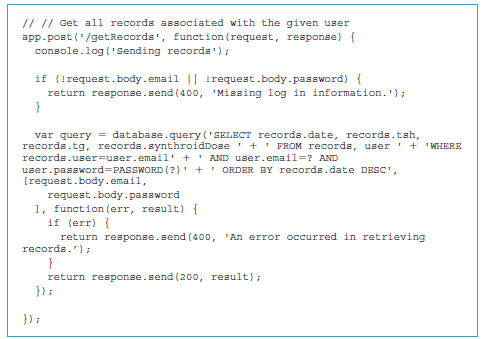 // // Get all records associated with the given user
app.post('/getRecords', function(request, response) {
  console.log('Sending records');

  if (!request.body.email || !request.body.password) {
    return response.send(400, 'Missing log in information.');
  }

  var query = database.query('SELECT records.date, records.tsh,
records.tg, records.synthroidDose ' + ' FROM records, user ' + 'WHERE
records.user=user.email' + ' AND user.email=? AND
user.password=PASSWORD(?)' + ' ORDER BY records.date DESC',
[request.body.email,
    request.body.password
  ], function(err, result) {
    if (err) {
      return response.send(400, 'An error occurred in retrieving
records.’);
    }
    return response.send(200, result);
  });

});